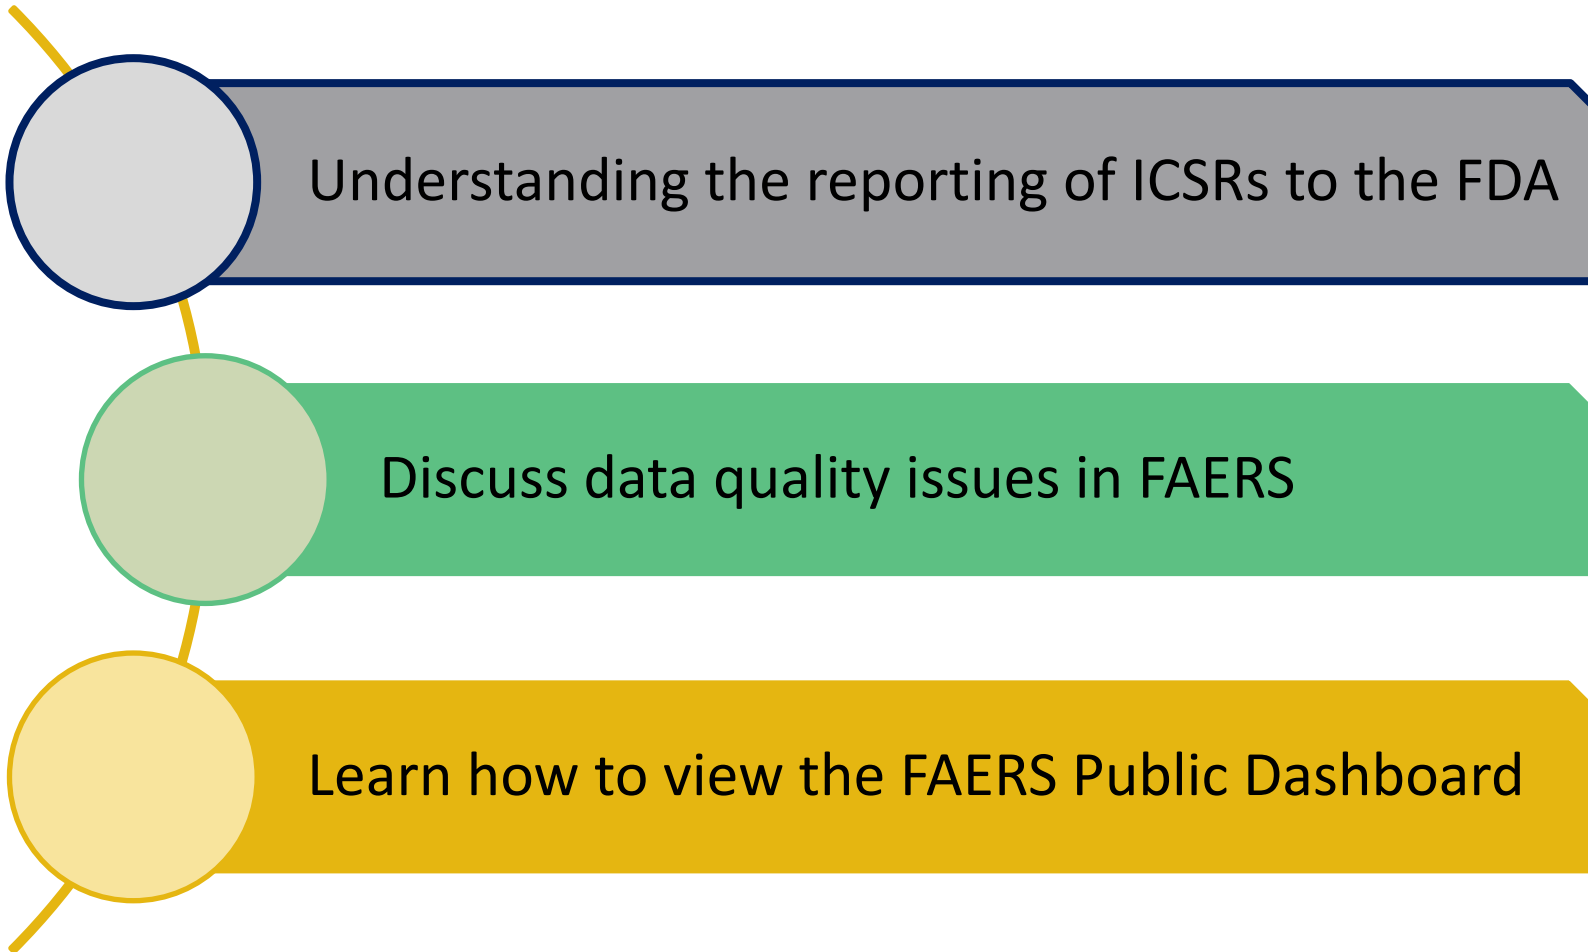 Understanding the reporting of ICSRs to the FDA
Discuss data quality issues in FAERS
Learn how to view the FAERS Public Dashboard